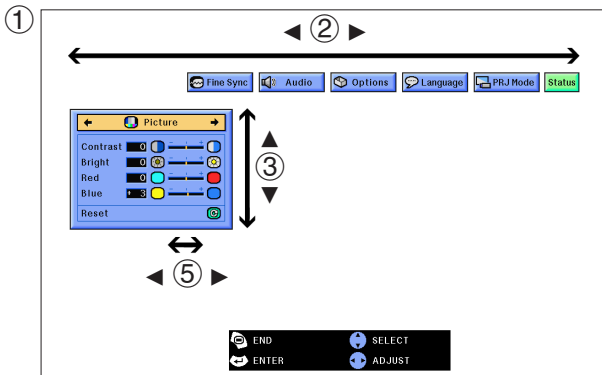 ①
◀ ② ▶
Fine Sync Audio Options Language PRJ Mode Status
← Picture →
Contrast 0 − +
Bright 0 − +
Red 0 − +
Blue + 3 − +
Reset
▲
③
▼
◀ ⑤ ▶
END SELECT
ENTER ADJUST